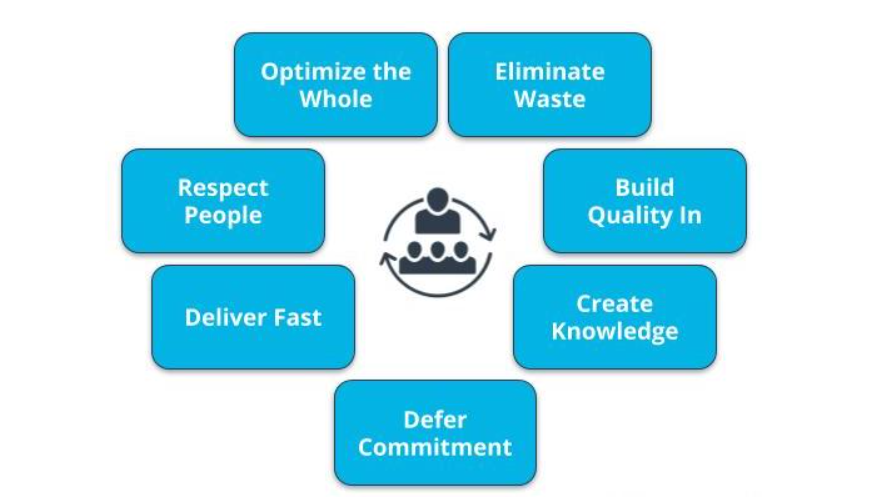 Optimize the
Whole
Eliminate
Waste
Respect
People
Build
Quality In
Deliver Fast
Create
Knowledge
Defer
Commitment